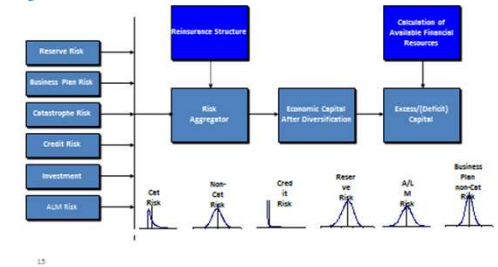 Reinsurance Structure
Calculation of
Available Financial
Resources
Reserve Risk
Business Plan Risk
Catastrophe Risk
Credit Risk
Investment
ALM Risk
Risk
Aggregator
Economic Capital
After Diversification
Excess/(Deficit)
Capital
Cat
Risk
Non-
Cat
Risk
Cred
it
Risk
Reser
ve
Risk
A/L
M
Risk
Business
Plan
non-Cat
Risk
15